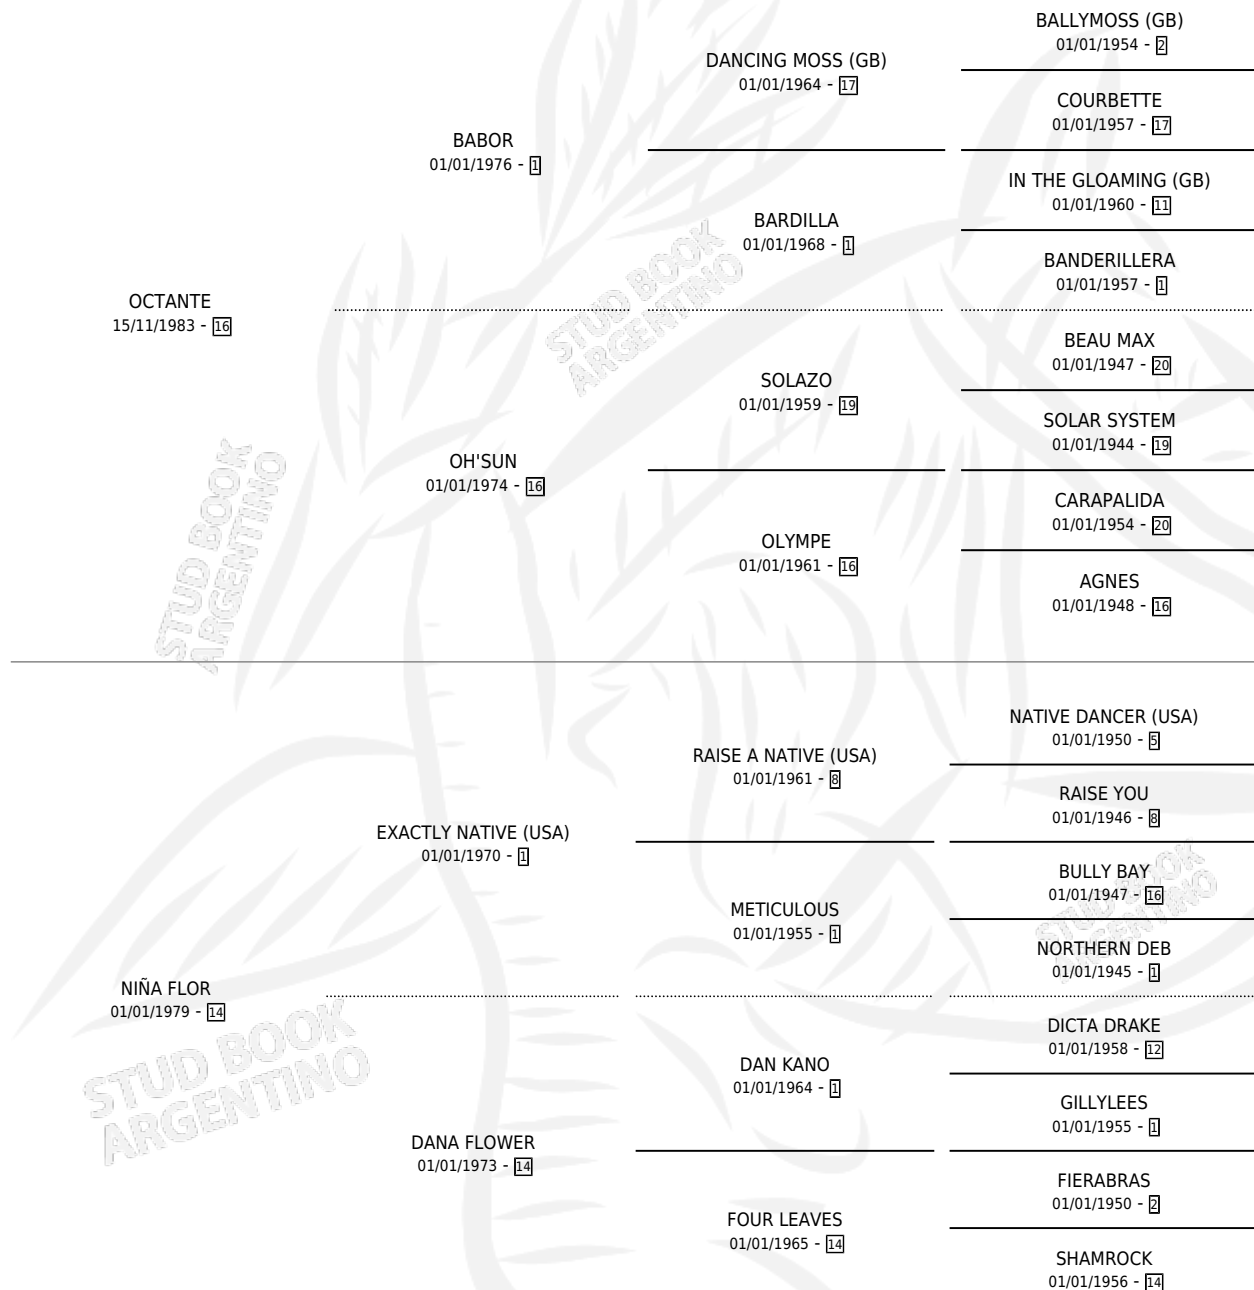 BALLYMOSS (GB)
01/01/1954 - 2
DANCING MOSS (GB)
01/01/1964 - 17
COURBETTE
01/01/1957 - 17
BABOR
01/01/1976 - 1
IN THE GLOAMING (GB)
01/01/1960 - 11
BARDILLA
01/01/1968 - 1
BANDERILLERA
01/01/1957 - 1
OCTANTE
15/11/1983 - 16
BEAU MAX
01/01/1947 - 20
SOLAZO
01/01/1959 - 19
SOLAR SYSTEM
01/01/1944 - 19
OH'SUN
01/01/1974 - 16
CARAPALIDA
01/01/1954 - 20
OLYMPE
01/01/1961 - 16
AGNES
01/01/1948 - 16
NATIVE DANCER (USA)
01/01/1950 - 5
RAISE A NATIVE (USA)
01/01/1961 - 8
RAISE YOU
01/01/1946 - 8
EXACTLY NATIVE (USA)
01/01/1970 - 1
BULLY BAY
01/01/1947 - 16
METICULOUS
01/01/1955 - 1
NORTHERN DEB
01/01/1945 - 1
NIÑA FLOR
01/01/1979 - 14
DICTA DRAKE
01/01/1958 - 12
DAN KANO
01/01/1964 - 1
GILLYLEES
01/01/1955 - 1
DANA FLOWER
01/01/1973 - 14
FIERABRAS
01/01/1950 - 2
FOUR LEAVES
01/01/1965 - 14
SHAMROCK
01/01/1956 - 14
STUD BOOK
ARGENTINO
STUD BOOK
ARGENTINO
STUD BOOK
ARGENTINO
STUD BOOK
ARGENTINO